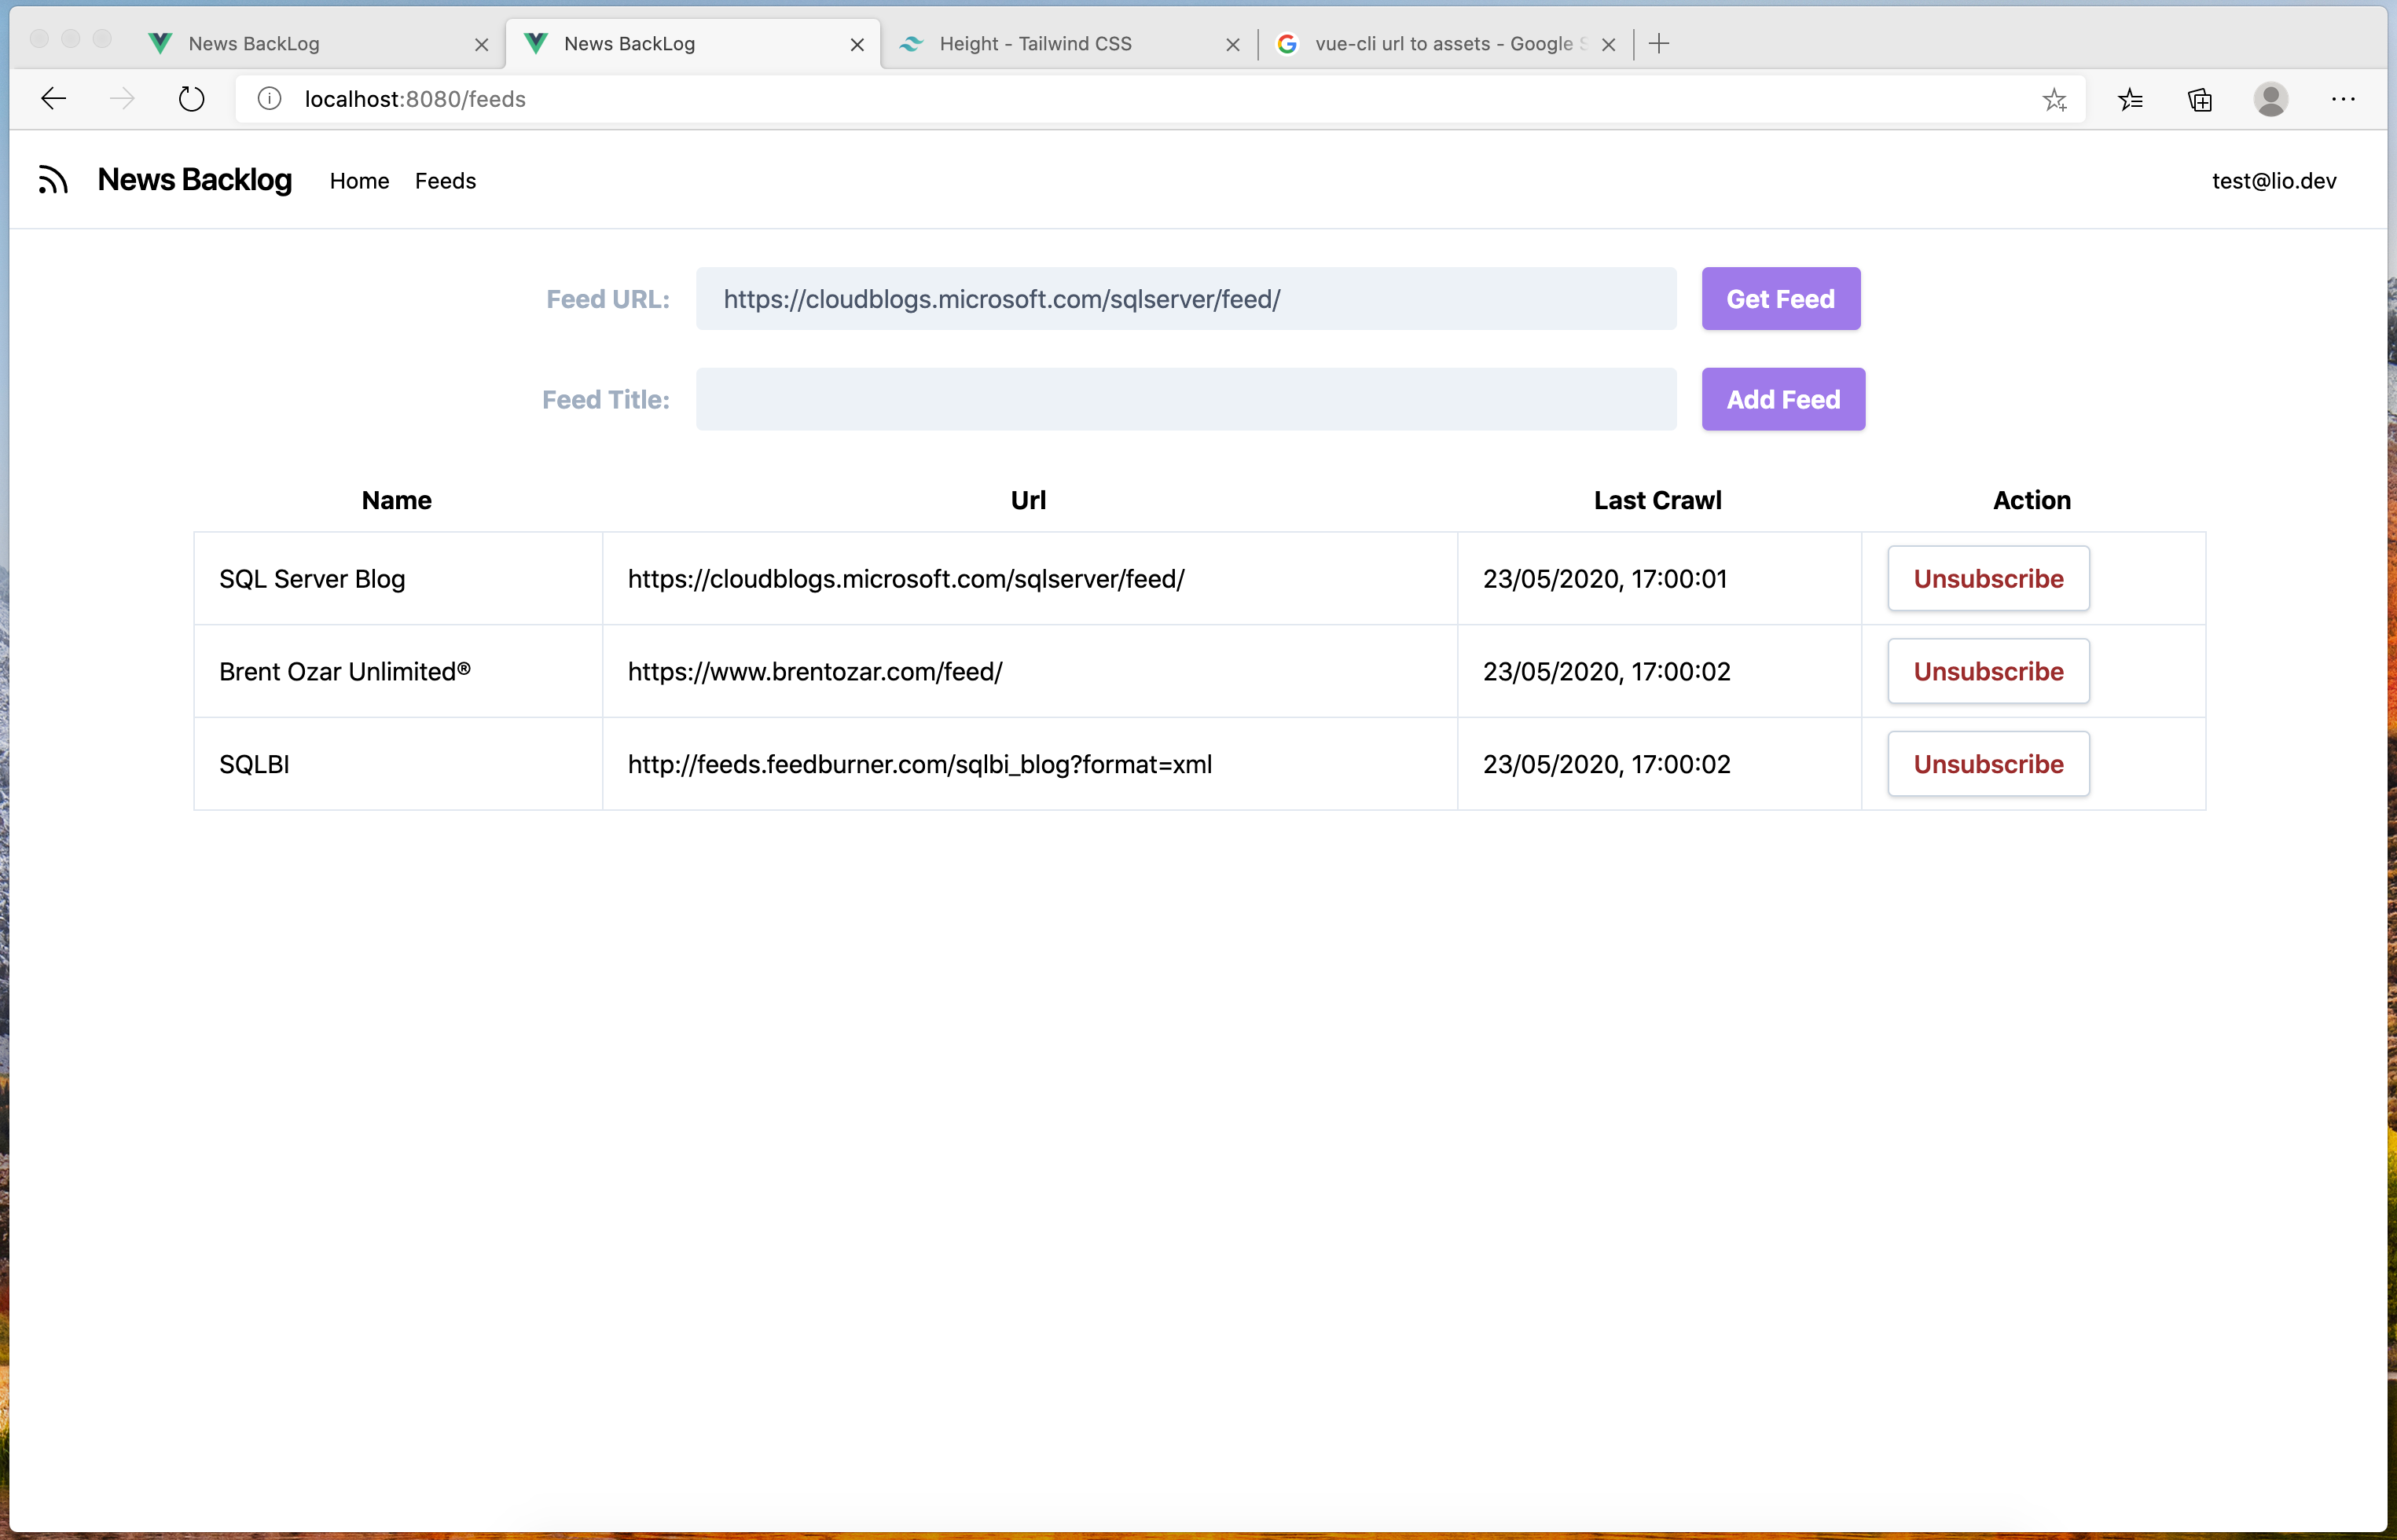 News BackLog
News BackLog
Height - Tailwind CSS
vue-cli url to assets - Google S
localhost:8080/feeds
News Backlog
Home
Feeds
test@lio.dev
Feed URL:
https://cloudblogs.microsoft.com/sqlserver/feed/
Get Feed
Feed Title:
Add Feed
Name Url Last Crawl Action
SQL Server Blog https://cloudblogs.microsoft.com/sqlserver/feed/ 23/05/2020, 17:00:01 Unsubscribe
Brent Ozar Unlimited® https://www.brentozar.com/feed/ 23/05/2020, 17:00:02 Unsubscribe
SQLBI http://feeds.feedburner.com/sqlbi_blog?format=xml 23/05/2020, 17:00:02 Unsubscribe